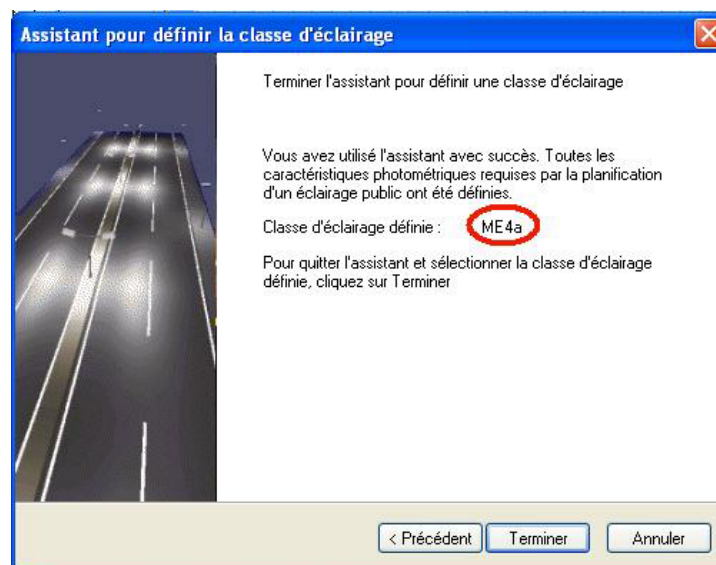 Assistant pour définir la classe d'éclairage
Terminer l'assistant pour définir une classe d'éclairage
Vous avez utilisé l'assistant avec succès. Toutes les
caractéristiques photométriques requises par la planification
d'un éclairage public ont été définies.
Classe d'éclairage définie : ME4a
Pour quitter l'assistant et sélectionner la classe d'éclairage
définie, cliquez sur Terminer
< Précédent Terminer Annuler